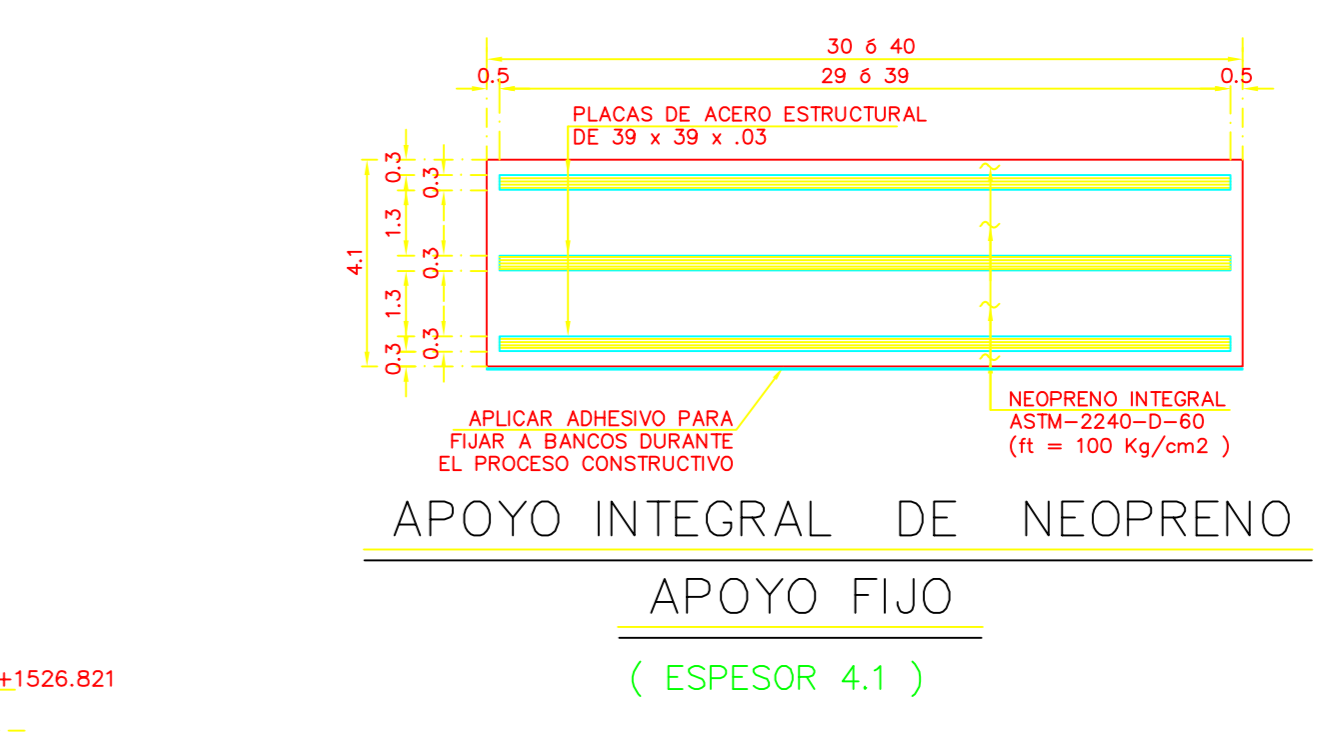 30 ó 40
0.5 29 ó 39 0.5
PLACAS DE ACERO ESTRUCTURAL
DE 39 x 39 x .03
0.3
0.3
1.3
4.1
0.3
1.3
0.3
0.3
NEOPRENO INTEGRAL
ASTM-2240-D-60
(ft = 100 Kg/cm2 )
APLICAR ADHESIVO PARA
FIJAR A BANCOS DURANTE
EL PROCESO CONSTRUCTIVO
APOYO INTEGRAL DE NEOPRENO
APOYO FIJO
( ESPESOR 4.1 )
+1526.821